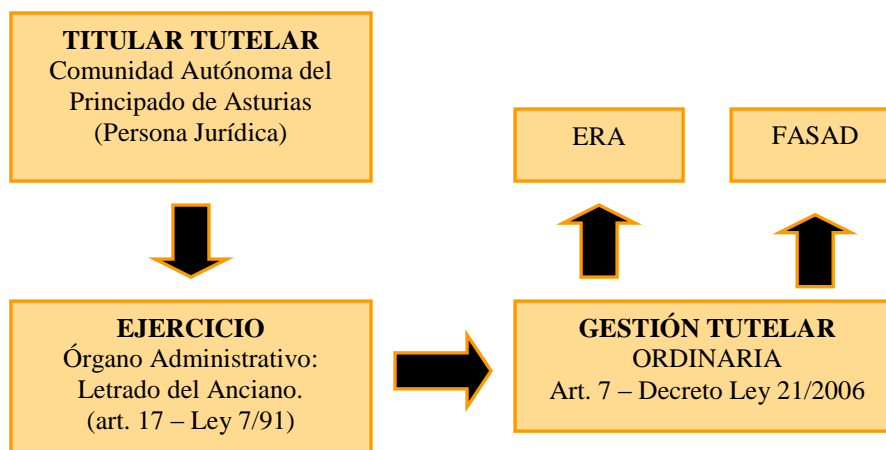 TITULAR TUTELAR
Comunidad Autónoma del
Principado de Asturias
(Persona Jurídica)
ERA
FASAD
EJERCICIO
Órgano Administrativo:
Letrado del Anciano.
(art. 17 – Ley 7/91)
GESTIÓN TUTELAR
ORDINARIA
Art. 7 – Decreto Ley 21/2006